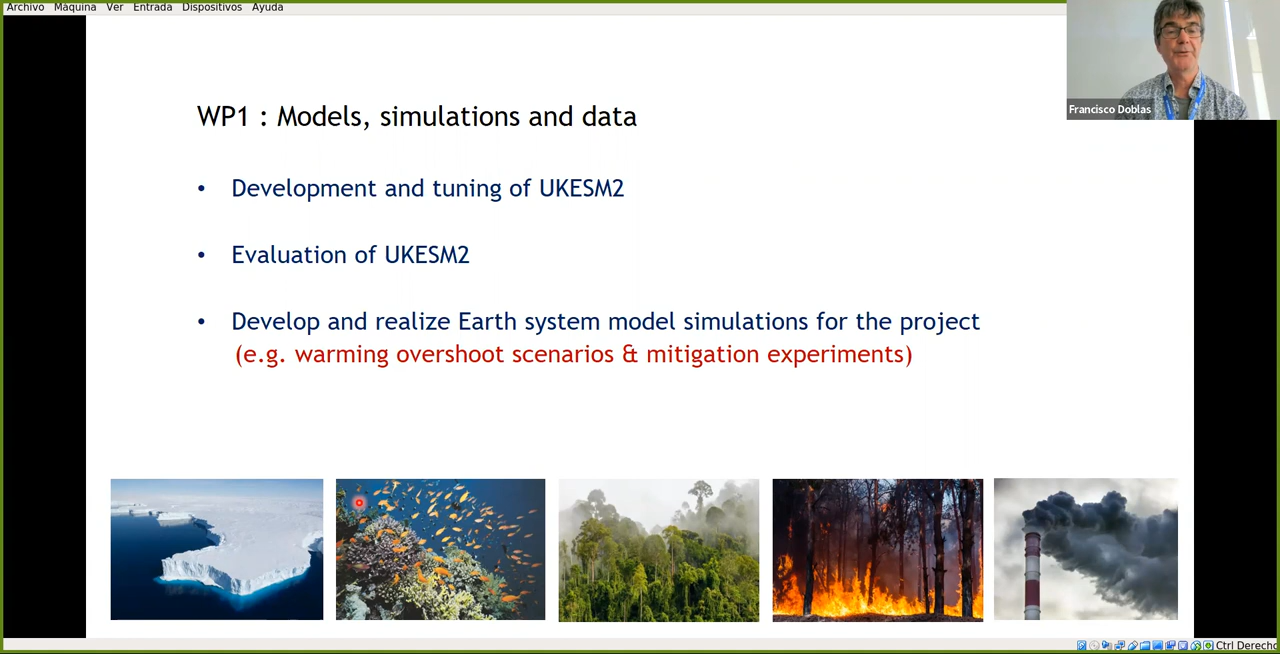 Archivo Máquina Ver Entrada Dispositivos Ayuda
Francisco Doblas
WP1 : Models, simulations and data
• Development and tuning of UKESM2
• Evaluation of UKESM2
• Develop and realize Earth system model simulations for the project
(e.g. warming overshoot scenarios & mitigation experiments)
Ctrl Derecho